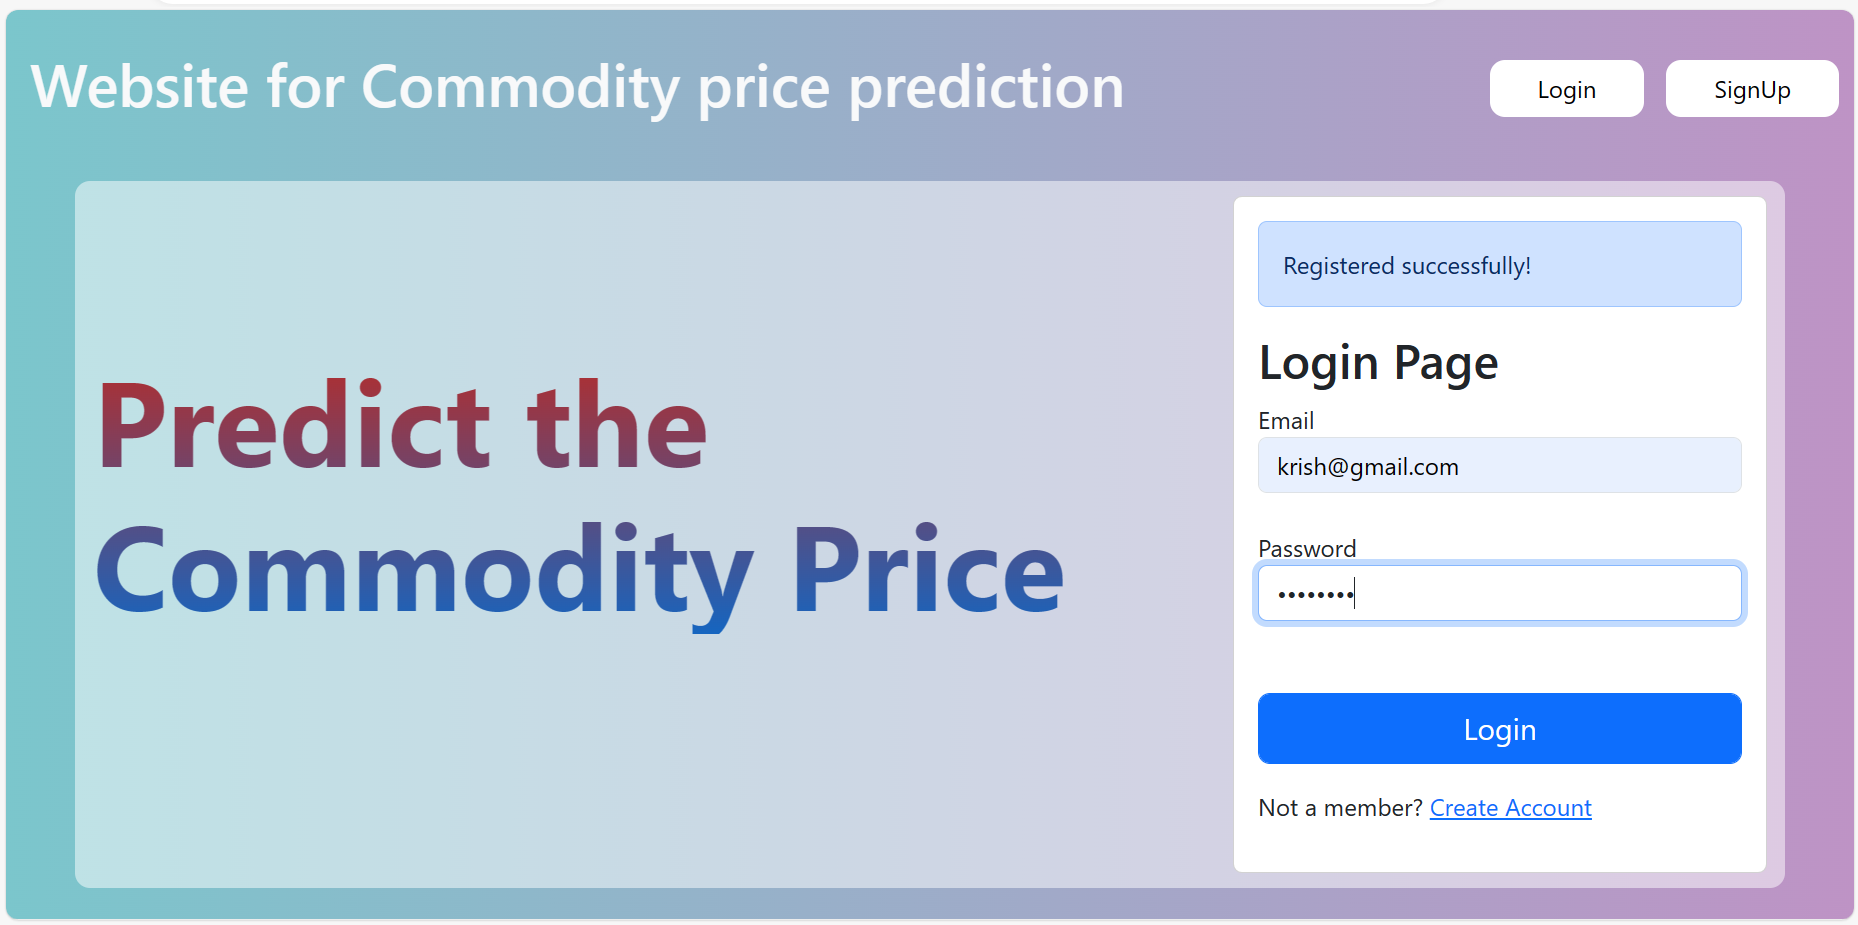 Website for Commodity price prediction
Login
SignUp
Predict the
Commodity Price
Registered successfully!
Login Page
Email
krish@gmail.com
Password
••••••••
Login
Not a member? Create Account